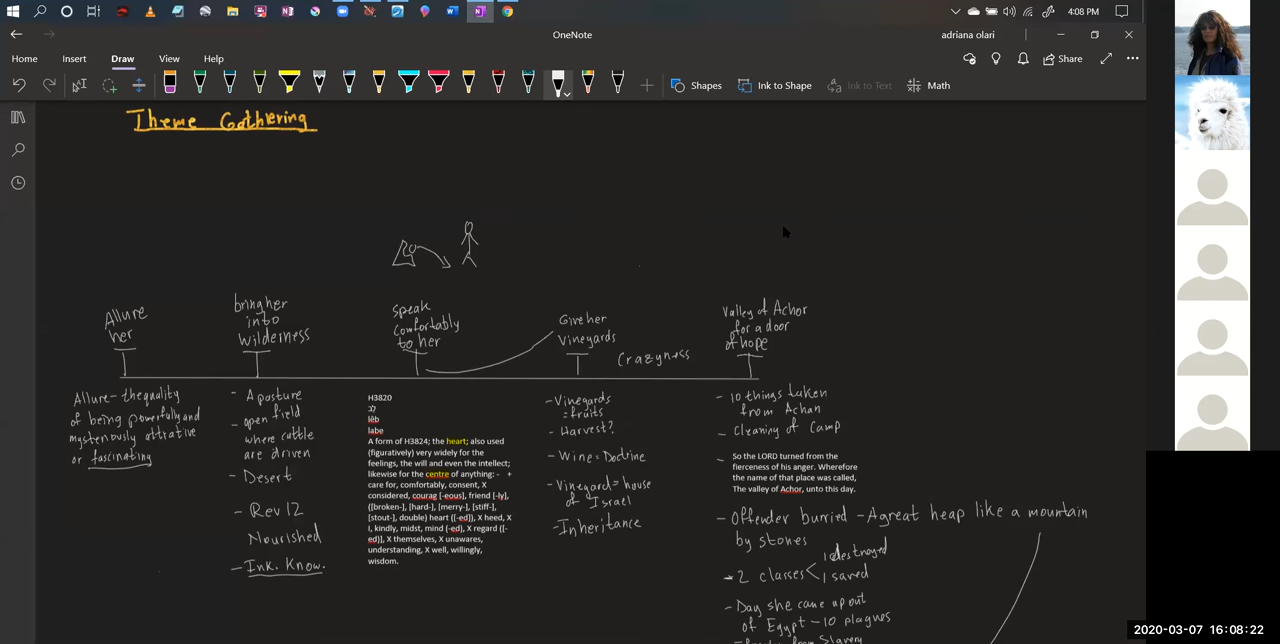 4:08 PM
OneNote
adriana olari
Home
Insert
Draw
View
Help
Share
Shapes
Ink to Shape
Ink to Text
Math
Theme Gathering
Allure
her
bring her
into
Wilderness
speak
comfortably
to her
Give her
Vineyards
Crazyness
Valley of Achor
for a door
of hope
Allure - the quality
of being powerfully and
mysteriously attrative
or fascinating
- A posture
- open field
where cattle
are driven
- Desert
- Rev 12
Nourished
- Ink. Know.
H3820
לב
lêb
labe
A form of H3824; the heart; also used
(figuratively) very widely for the
feelings, the will and even the intellect;
likewise for the centre of anything: - +
care for, comfortably, consent, X
considered, courag [-eous], friend [-ly],
([broken-], [hard-], [merry-], [stiff-],
[stout-], double) heart ([-ed]), X heed, X
I, kindly, midst, mind (-ed), X regard ([-
ed)], X themselves, X unawares,
understanding, X well, willingly,
wisdom.
- Vineyards
= fruits
- Harvest?
- Wine = Doctrine
- Vineyard = house
of Israel
- Inheritance
- 10 things taken
from Achan
- Cleaning of Camp
- So the LORD turned from the
fierceness of his anger. Wherefore
the name of that place was called,
The valley of Achor, unto this day.
- Offender burried - A great heap like a mountain
by stones
- 2 classes < 1 destroyed
1 saved
- Day she came up out
of Egypt - 10 plagues
2020-03-07 16:08:22